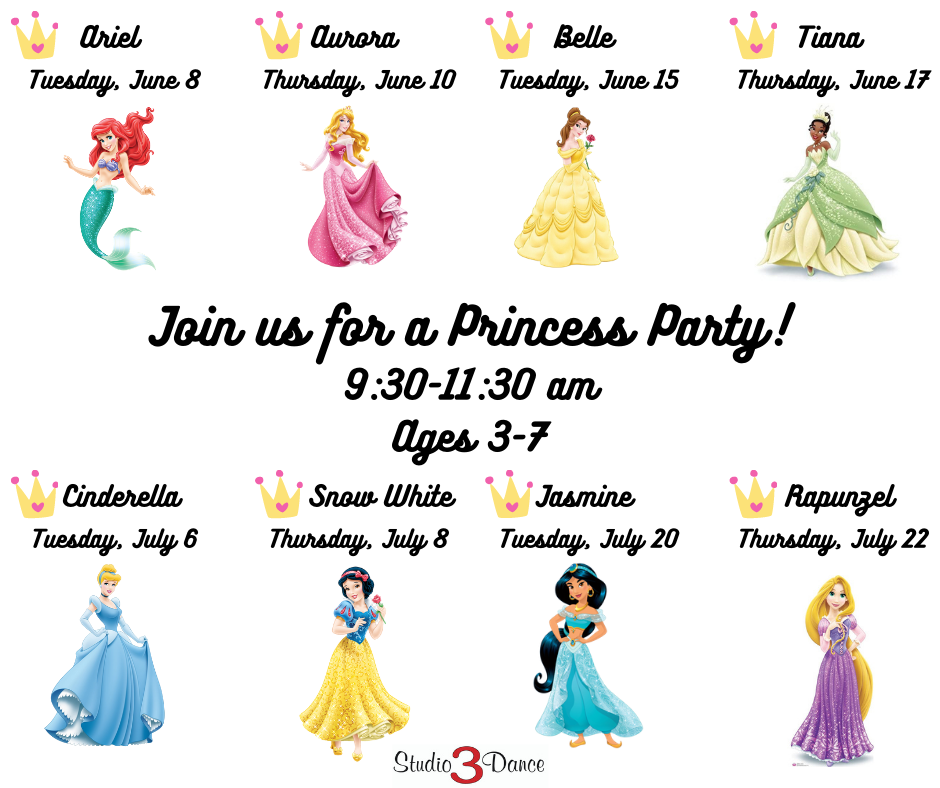 Ariel
Tuesday, June 8
Aurora
Thursday, June 10
Belle
Tuesday, June 15
Tiana
Thursday, June 17
Join us for a Princess Party!
9:30-11:30 am
Ages 3-7
Cinderella
Tuesday, July 6
Snow White
Thursday, July 8
Jasmine
Tuesday, July 20
Rapunzel
Thursday, July 22
Studio 3 Dance